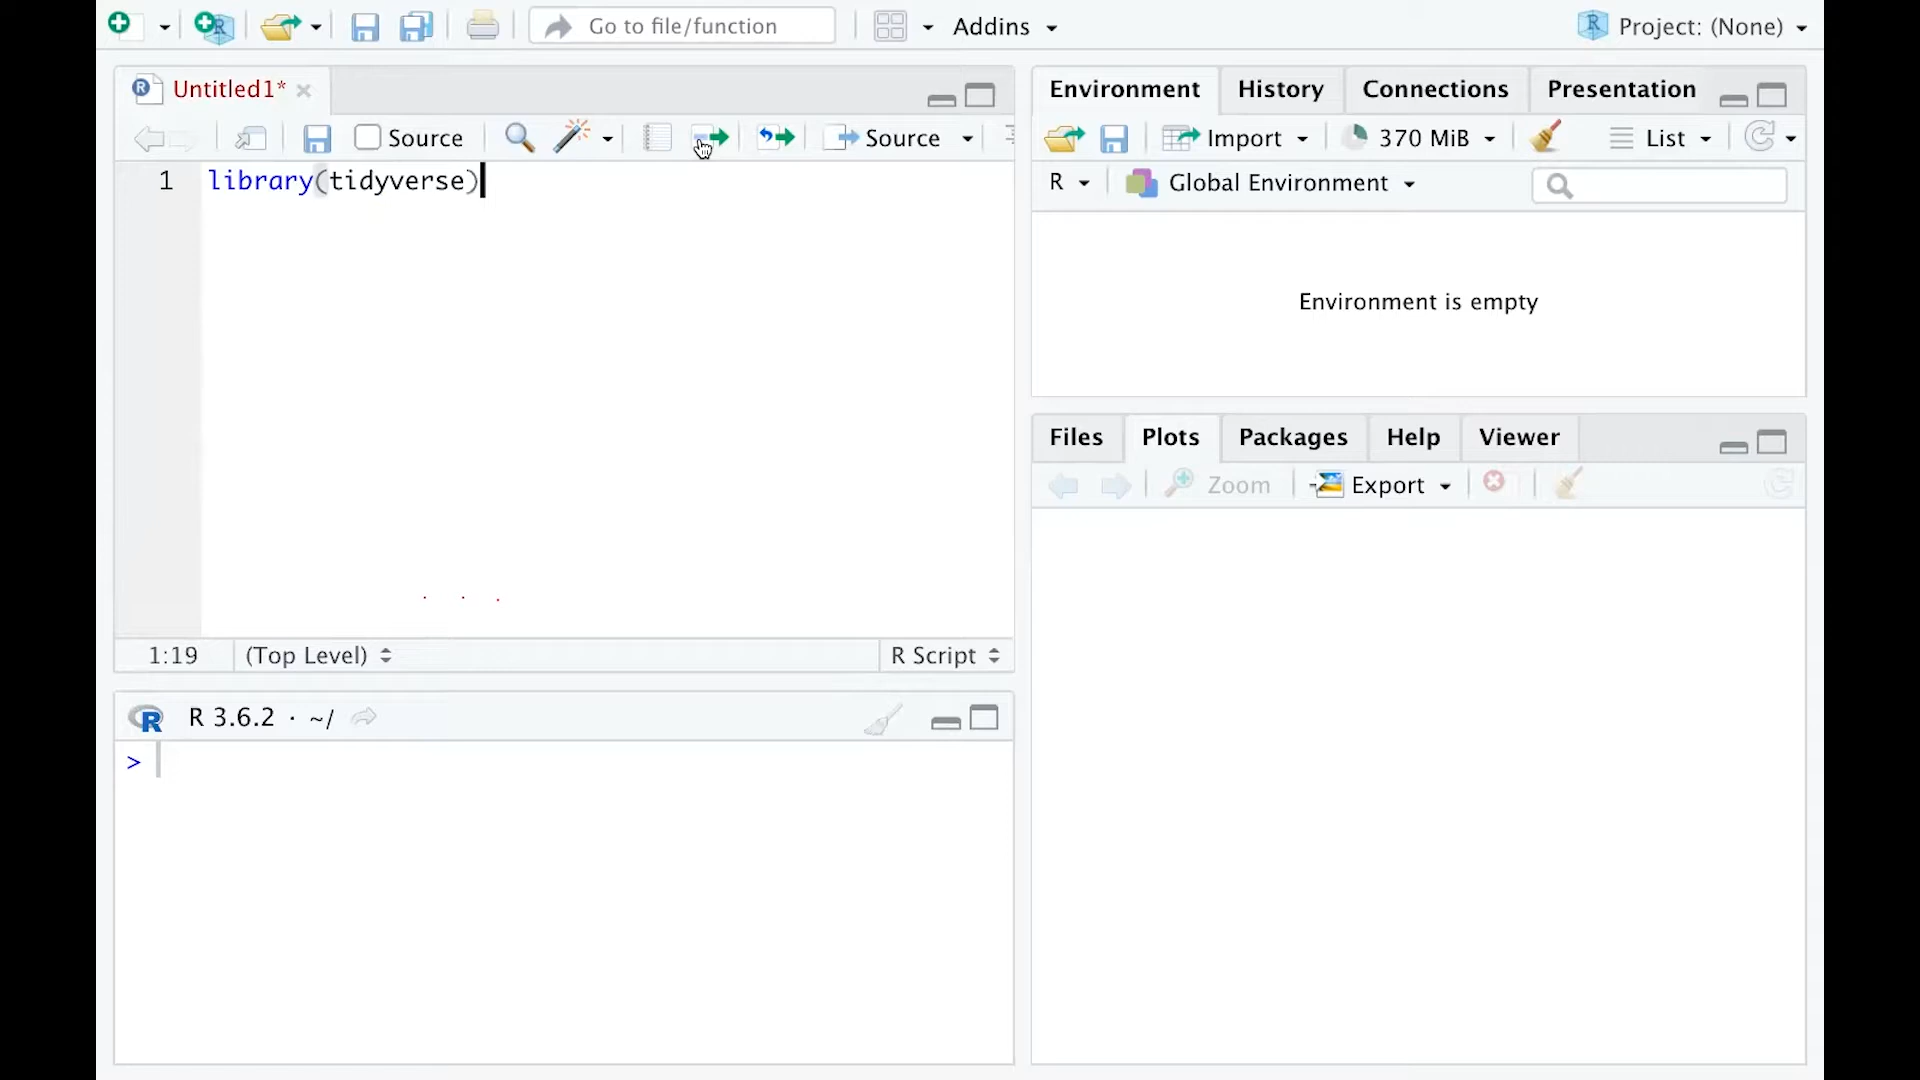 Go to file/function
Addins
Project: (None)
Untitled1*
Source
Source
1 library(tidyverse)
1:19 (Top Level) R Script
R 3.6.2 · ~/
>
Environment History Connections Presentation
Import 370 MiB List
R Global Environment
Environment is empty
Files Plots Packages Help Viewer
Zoom Export